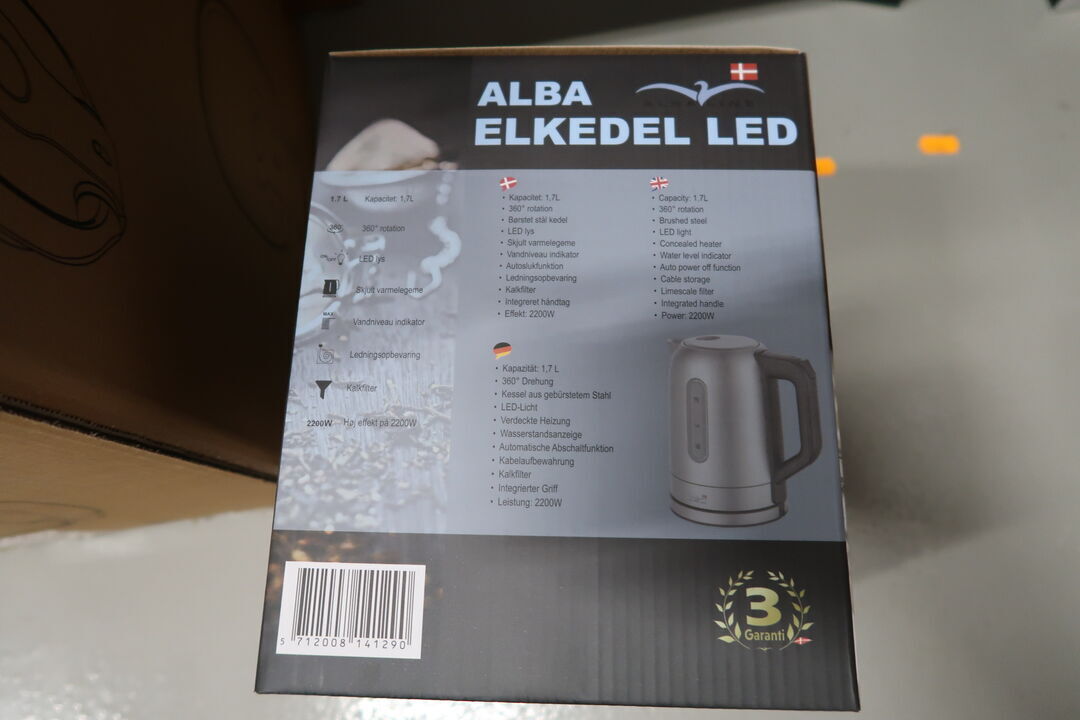 ALBA
ELKEDEL LED
1.7 L Kapacitet: 1,7L
360° 360° rotation
ON/OFF LED lys
Skjult varmelegeme
MAX Vandniveau indikator
Ledningsopbevaring
Kalkfilter
2200W Høj effekt på 2200W
• Kapacitet: 1,7L
• 360° rotation
• Børstet stål kedel
• LED lys
• Skjult varmelegeme
• Vandniveau indikator
• Autoslukfunktion
• Ledningsopbevaring
• Kalkfilter
• Integreret håndtag
• Effekt: 2200W
• Capacity: 1.7L
• 360° rotation
• Brushed steel
• LED light
• Concealed heater
• Water level indicator
• Auto power off function
• Cable storage
• Limescale filter
• Integrated handle
• Power: 2200W
• Kapazität: 1,7 L
• 360° Drehung
• Kessel aus gebürstetem Stahl
• LED-Licht
• Verdeckte Heizung
• Wasserstandsanzeige
• Automatische Abschaltfunktion
• Kabelaufbewahrung
• Kalkfilter
• Integrierter Griff
• Leistung: 2200W
5 712008 141290
3
Garanti